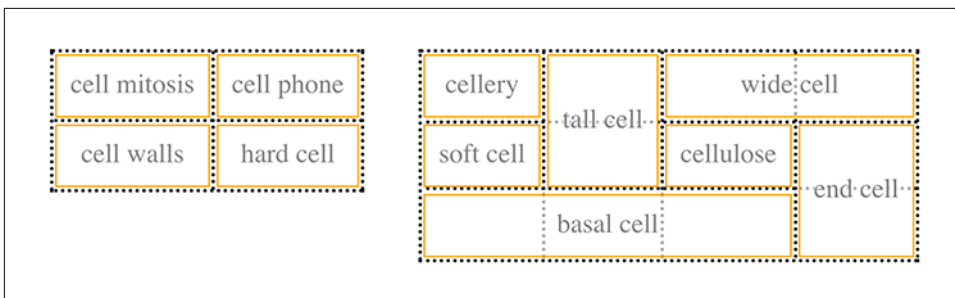 cell mitosis cell phone
cell walls hard cell
cellery wide cell
tall cell
soft cell cellulose
end cell
basal cell